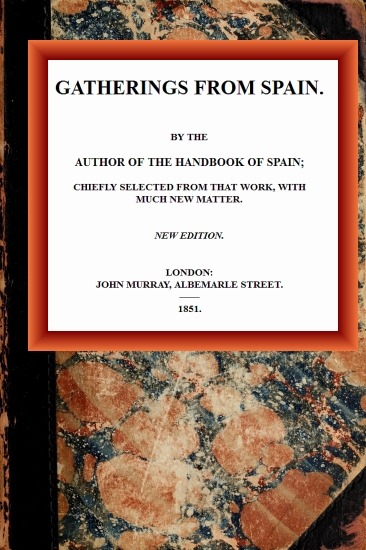 GATHERINGS FROM SPAIN.
BY THE
AUTHOR OF THE HANDBOOK OF SPAIN;
CHIEFLY SELECTED FROM THAT WORK, WITH
MUCH NEW MATTER.
NEW EDITION.
LONDON:
JOHN MURRAY, ALBEMARLE STREET.
1851.